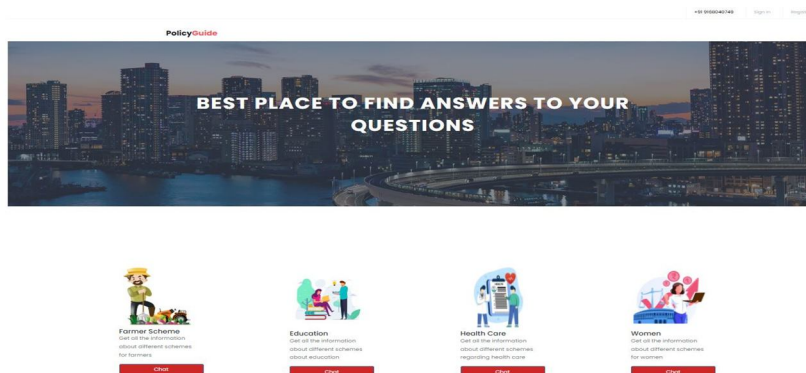 Sign In
PolicyGuide
BEST PLACE TO FIND ANSWERS TO YOUR
QUESTIONS
Farmer Scheme
Get all the information
about different schemes
for farmers
Chat
Education
Get all the information
about different schemes
about education
Chat
Health Care
Get all the information
about different schemes
regarding health care
Chat
Women
Get all the information
about different schemes
for women
Chat